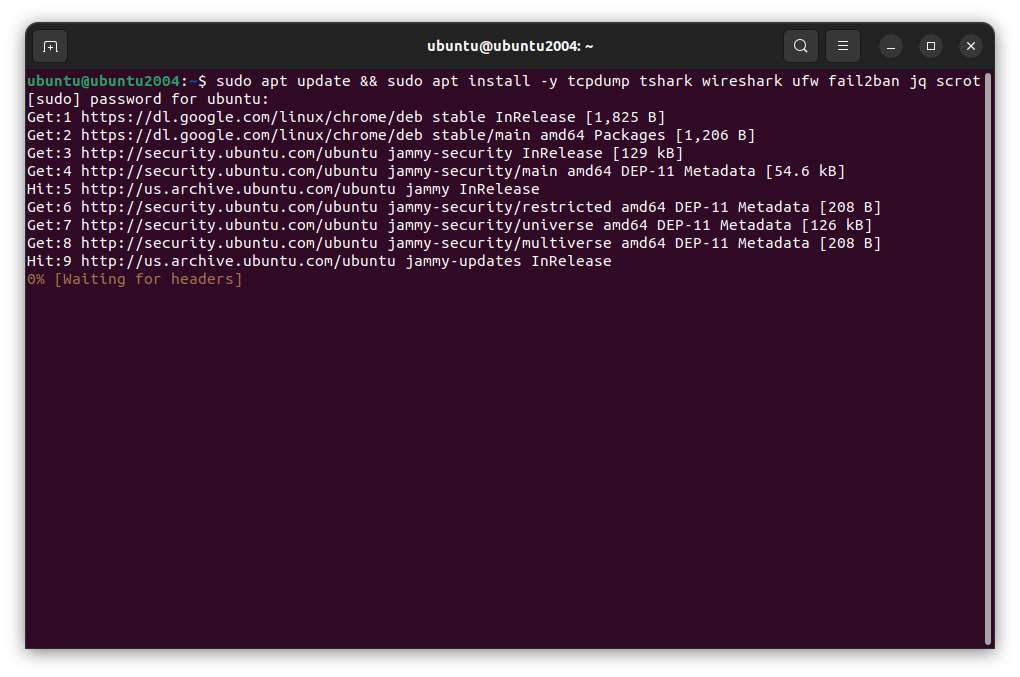 ubuntu@ubuntu2004: ~
ubuntu@ubuntu2004:~$ sudo apt update && sudo apt install -y tcpdump tshark wireshark ufw fail2ban jq scrot
[sudo] password for ubuntu:
Get:1 https://dl.google.com/linux/chrome/deb stable InRelease [1,825 B]
Get:2 https://dl.google.com/linux/chrome/deb stable/main amd64 Packages [1,206 B]
Get:3 http://security.ubuntu.com/ubuntu jammy-security InRelease [129 kB]
Get:4 http://security.ubuntu.com/ubuntu jammy-security/main amd64 DEP-11 Metadata [54.6 kB]
Hit:5 http://us.archive.ubuntu.com/ubuntu jammy InRelease
Get:6 http://security.ubuntu.com/ubuntu jammy-security/restricted amd64 DEP-11 Metadata [208 B]
Get:7 http://security.ubuntu.com/ubuntu jammy-security/universe amd64 DEP-11 Metadata [126 kB]
Get:8 http://security.ubuntu.com/ubuntu jammy-security/multiverse amd64 DEP-11 Metadata [208 B]
Hit:9 http://us.archive.ubuntu.com/ubuntu jammy-updates InRelease
0% [Waiting for headers]